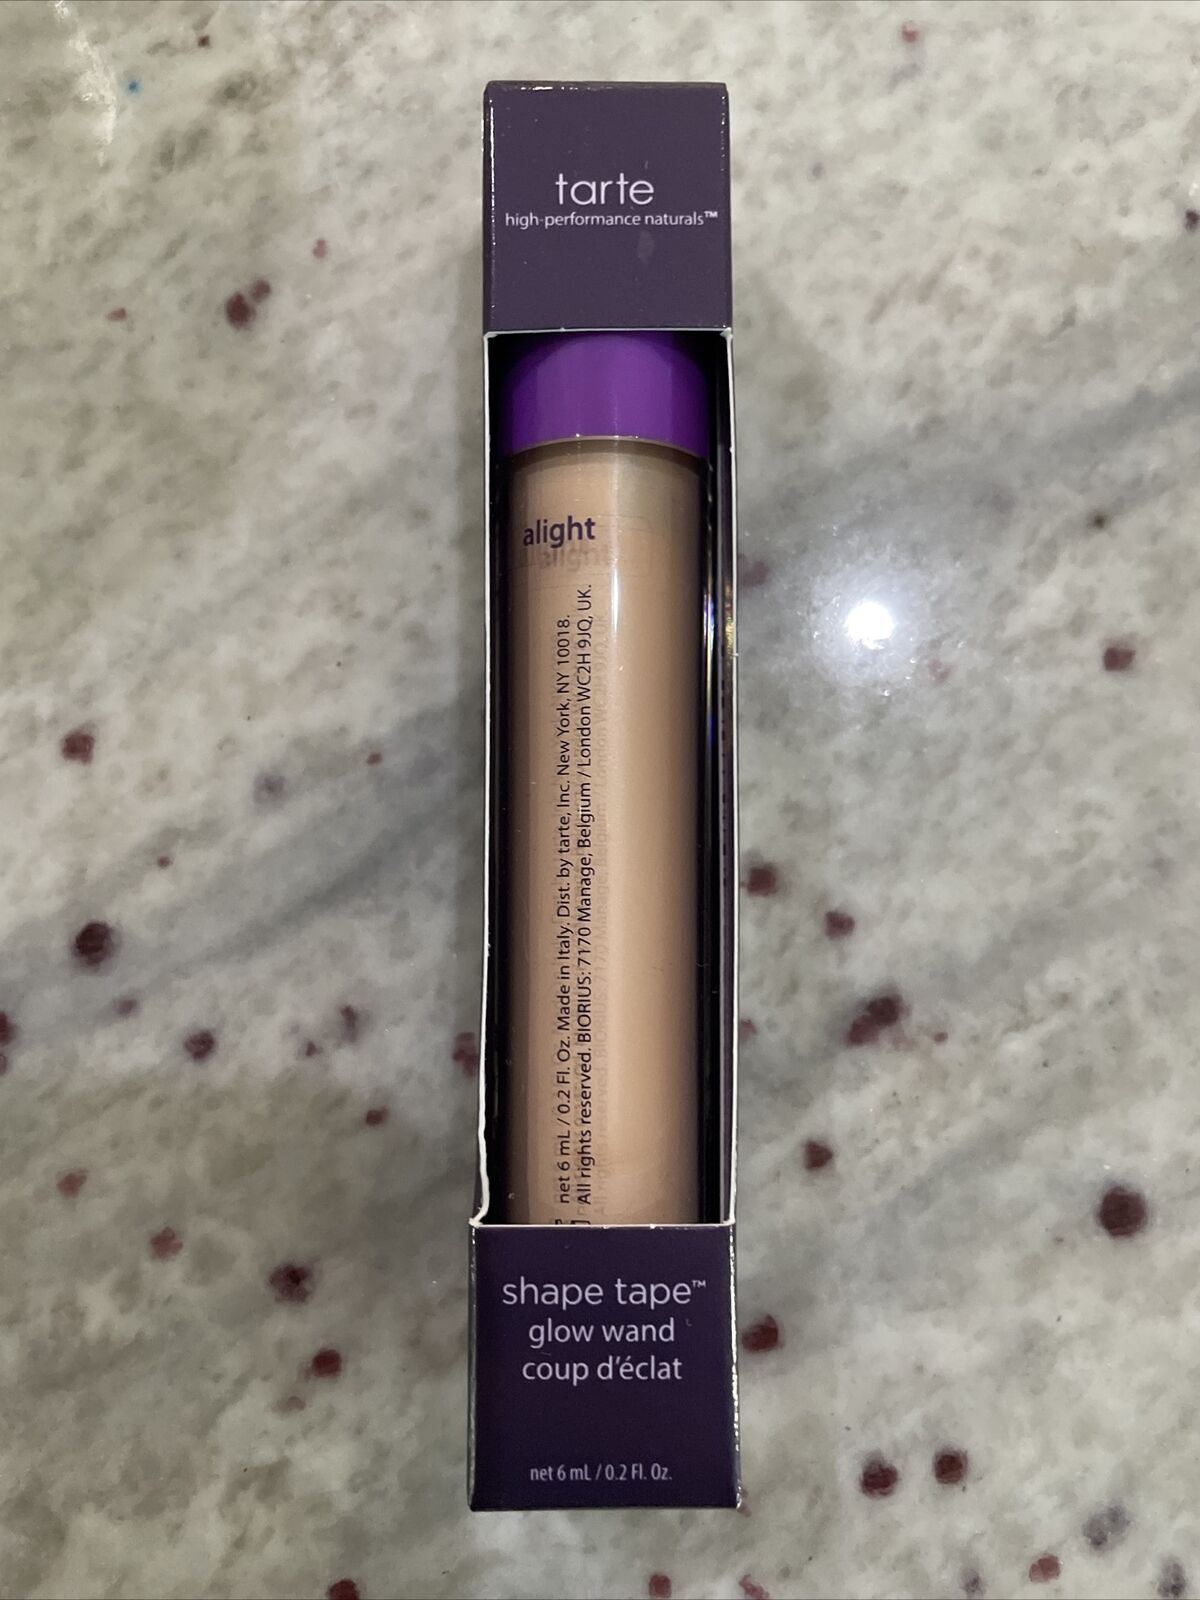 tarte
high-performance naturals™
alight
net 6 mL / 0.2 Fl. Oz. Made in Italy. Dist. by tarte, Inc. New York, NY 10018.
All rights reserved. BIORIUS: 7170 Manage, Belgium / London WC2H 9JQ, UK.
shape tape™
glow wand
coup d'éclat
net 6 mL / 0.2 Fl. Oz.